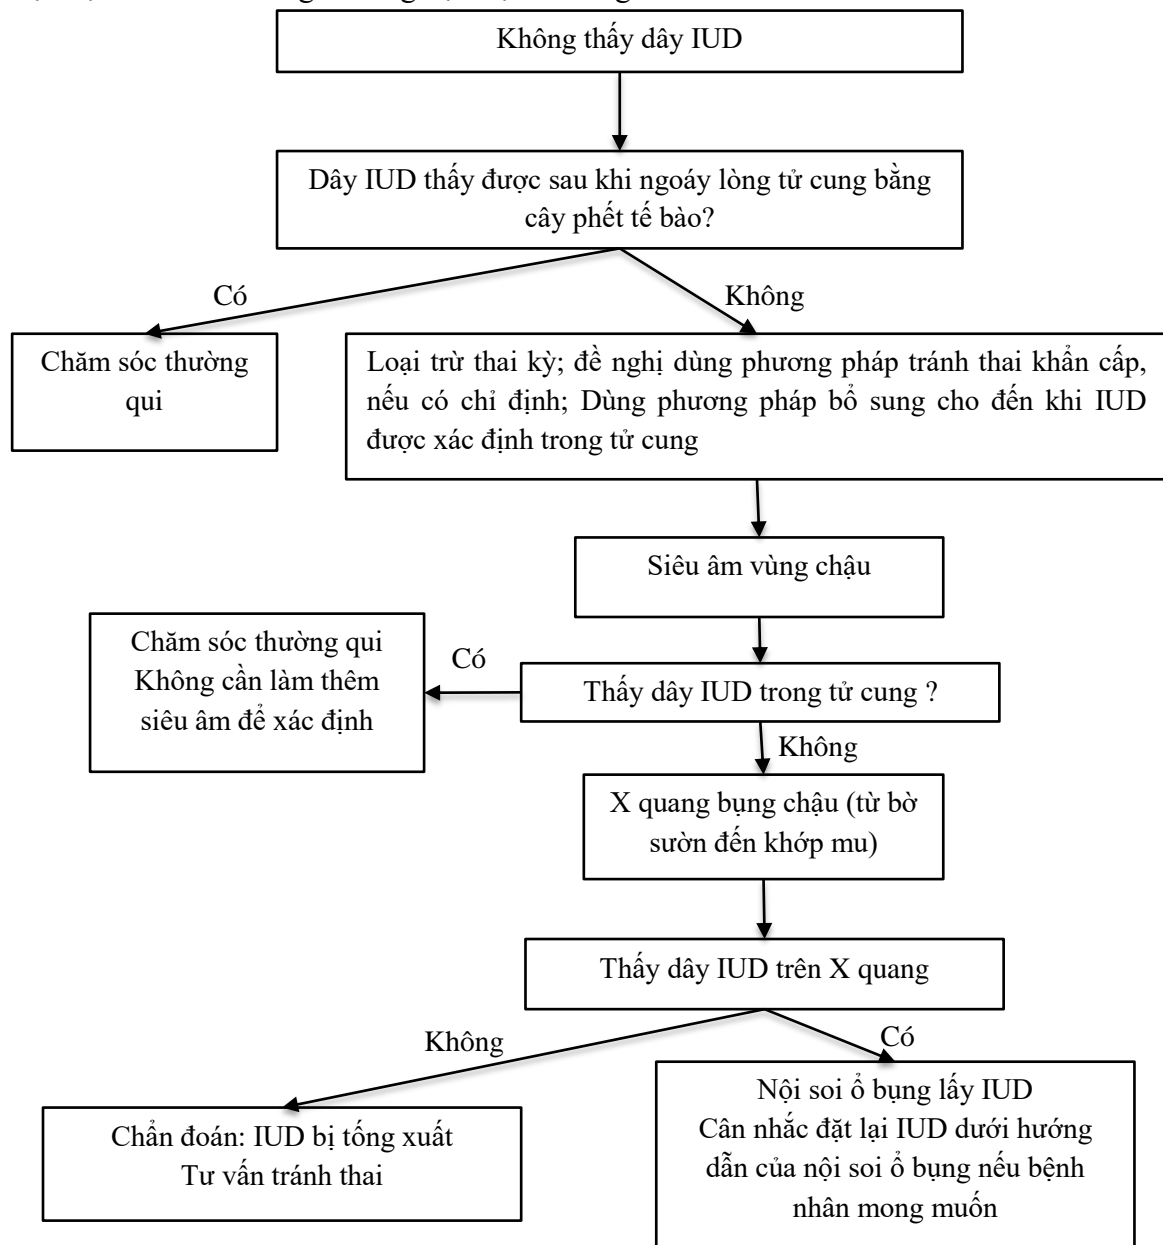 Không thấy dây IUD
Dây IUD thấy được sau khi ngoáy lòng tử cung bằng
cây phết tế bào?
Có
Không
Chăm sóc thường
qui
Loại trừ thai kỳ; đề nghị dùng phương pháp tránh thai khẩn cấp,
nếu có chỉ định; Dùng phương pháp bổ sung cho đến khi IUD
được xác định trong tử cung
Siêu âm vùng chậu
Chăm sóc thường qui
Không cần làm thêm
siêu âm để xác định
Có
Thấy dây IUD trong tử cung ?
Không
X quang bụng chậu (từ bờ
sườn đến khớp mu)
Thấy dây IUD trên X quang
Không
Có
Chẩn đoán: IUD bị tống xuất
Tư vấn tránh thai
Nội soi ổ bụng lấy IUD
Cân nhắc đặt lại IUD dưới hướng
dẫn của nội soi ổ bụng nếu bệnh
nhân mong muốn